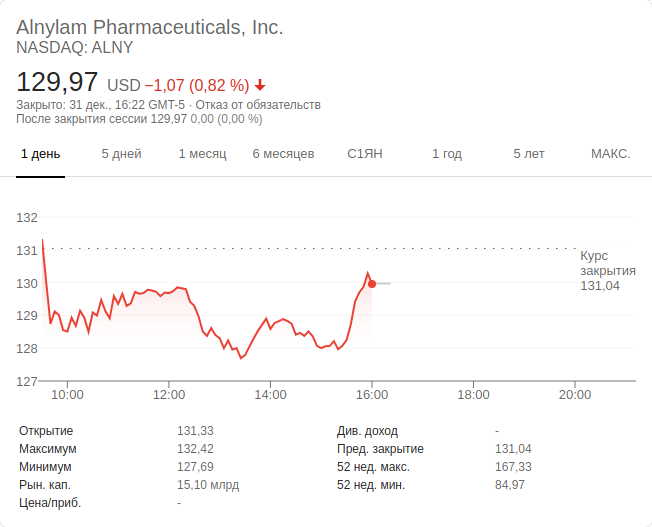 Alnylam Pharmaceuticals, Inc.
NASDAQ: ALNY
129,97 USD −1,07 (0,82 %)
Закрыто: 31 дек., 16:22 GMT-5 · Отказ от обязательств
После закрытия сессии 129,97 0,00 (0,00 %)
1 день 5 дней 1 месяц 6 месяцев С1ЯН 1 год 5 лет МАКС.
132
131
130
129
128
127
Курс
закрытия
131,04
10:00 12:00 14:00 16:00 18:00 20:00
Открытие 131,33 Див. доход -
Максимум 132,42 Пред. закрытие 131,04
Минимум 127,69 52 нед. макс. 167,33
Рын. кап. 15,10 млрд 52 нед. мин. 84,97
Цена/приб. -